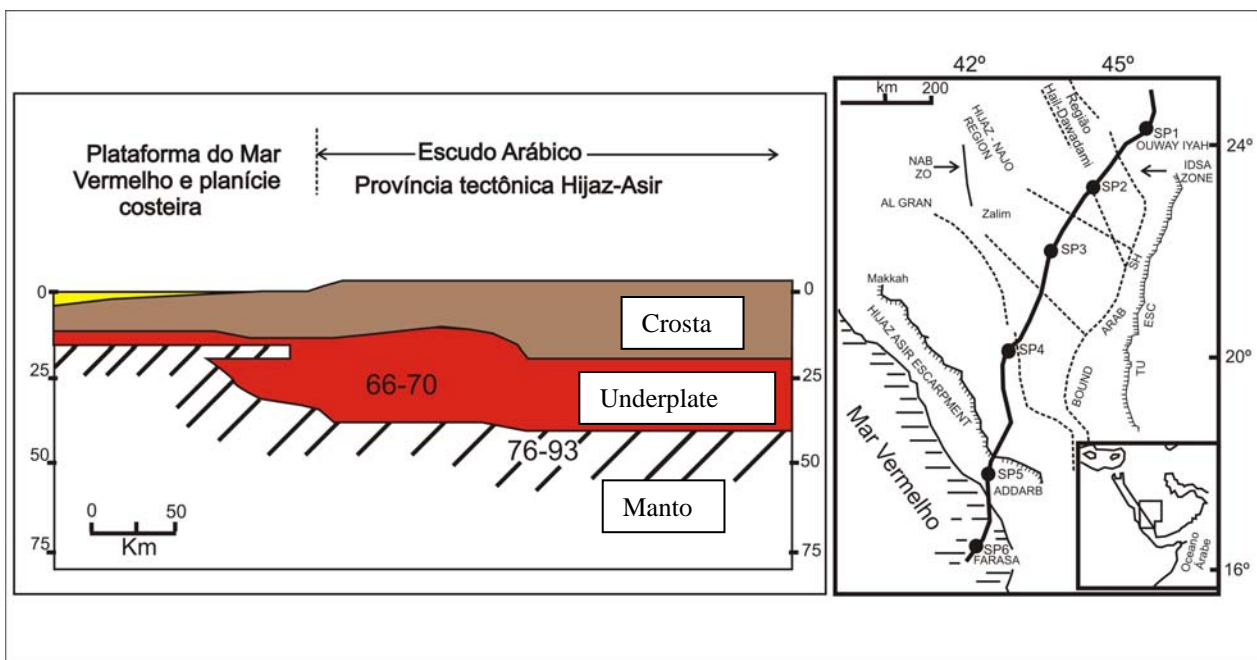 Plataforma do Mar
Vermelho e planície
costeira
Escudo Arábico
Província tectônica Hijaz-Asir
0
25
50
75
0
25
50
75
Crosta
66-70
Underplate
76-93
Manto
0 50
Km
42º 45º
km 200
24º
20º
16º
Região
Hail-Dawadami
HIJAZ- NAJO
REGION
SP1
OUWAY IYAH
NAB
ZO
IDSA
ZONE
SP2
AL GRAN
Zalim
SP3
SH
ARAB
BOUND
ESC
TU
Makkah
HIJAZ ASIR ESCARPMENT
SP4
Mar Vermelho
SP5
ADDARB
SP6
FARASA
Oceano
Árabe